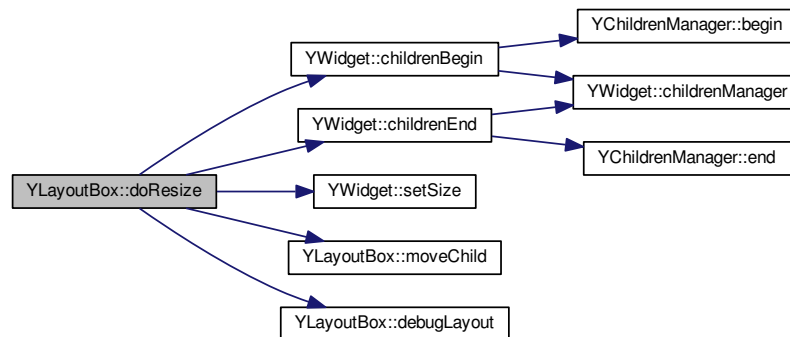 YChildrenManager::begin
YWidget::childrenBegin
YWidget::childrenManager
YWidget::childrenEnd
YChildrenManager::end
YLayoutBox::doResize
YWidget::setSize
YLayoutBox::moveChild
YLayoutBox::debugLayout